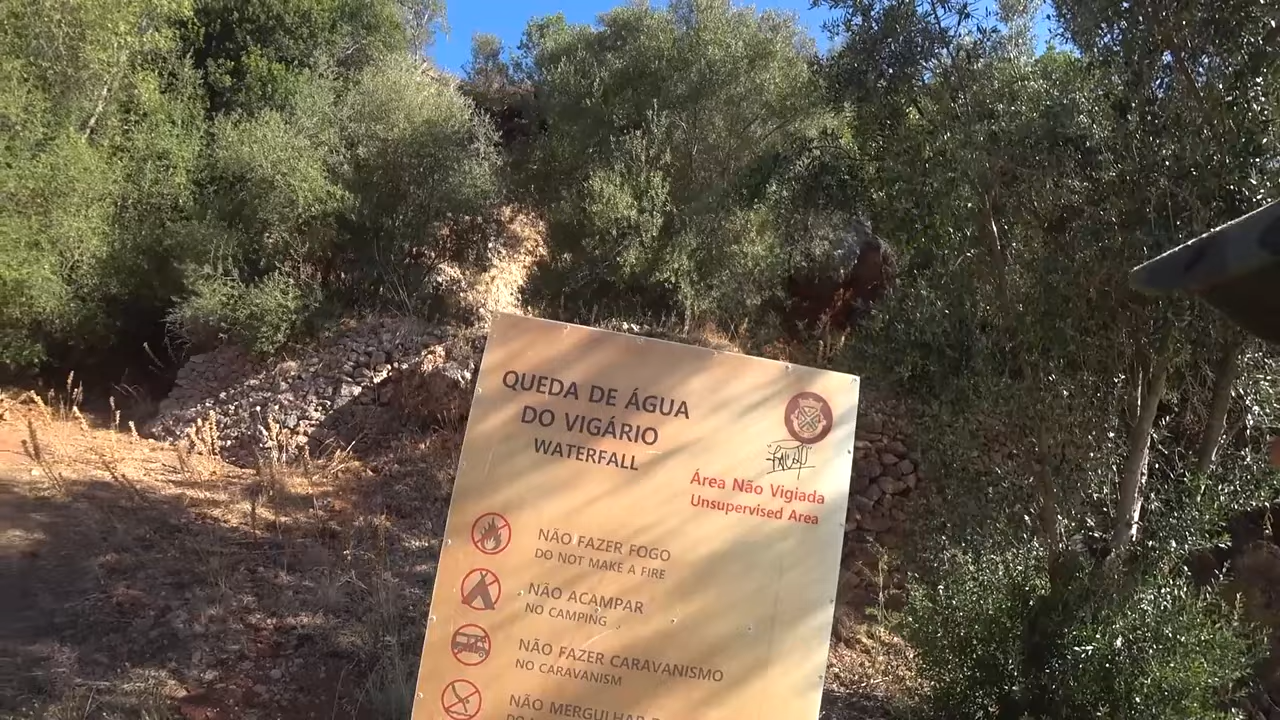 QUEDA DE ÁGUA
DO VIGÁRIO
WATERFALL
Área Não Vigiada
Unsupervised Area
NÃO FAZER FOGO
DO NOT MAKE A FIRE
NÃO ACAMPAR
NO CAMPING
NÃO FAZER CARAVANISMO
NO CARAVANISM
NÃO MERGULHAR